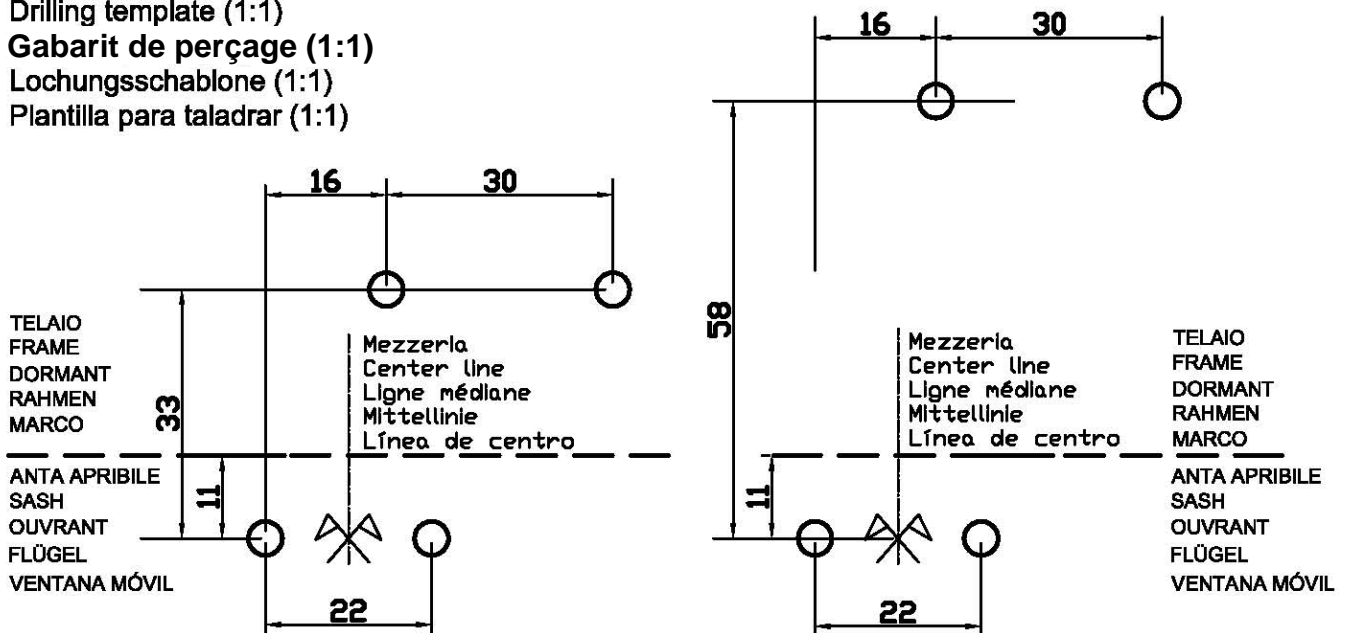 Drilling template (1:1)
Gabarit de perçage (1:1)
Lochungsschablone (1:1)
Plantilla para taladrar (1:1)
16
30
TELAIO
FRAME
DORMANT
RAHMEN
MARCO
33
Mezzeria
Center line
Ligne médiane
Mittellinie
Línea de centro
ANTA APRIBILE
SASH
OUVRANT
FLÜGEL
VENTANA MÓVIL
11
22
16
30
58
Mezzeria
Center line
Ligne médiane
Mittellinie
Línea de centro
TELAIO
FRAME
DORMANT
RAHMEN
MARCO
11
ANTA APRIBILE
SASH
OUVRANT
FLÜGEL
VENTANA MÓVIL
22